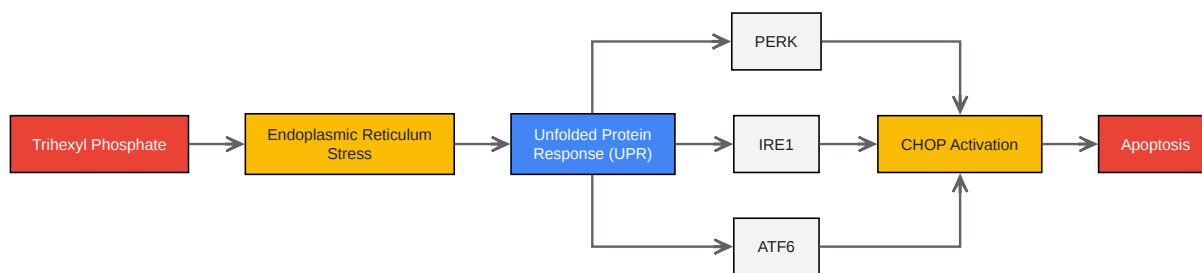 Trihexyl Phosphate
Endoplasmic Reticulum
Stress
Unfolded Protein
Response (UPR)
PERK
IRE1
ATF6
CHOP Activation
Apoptosis